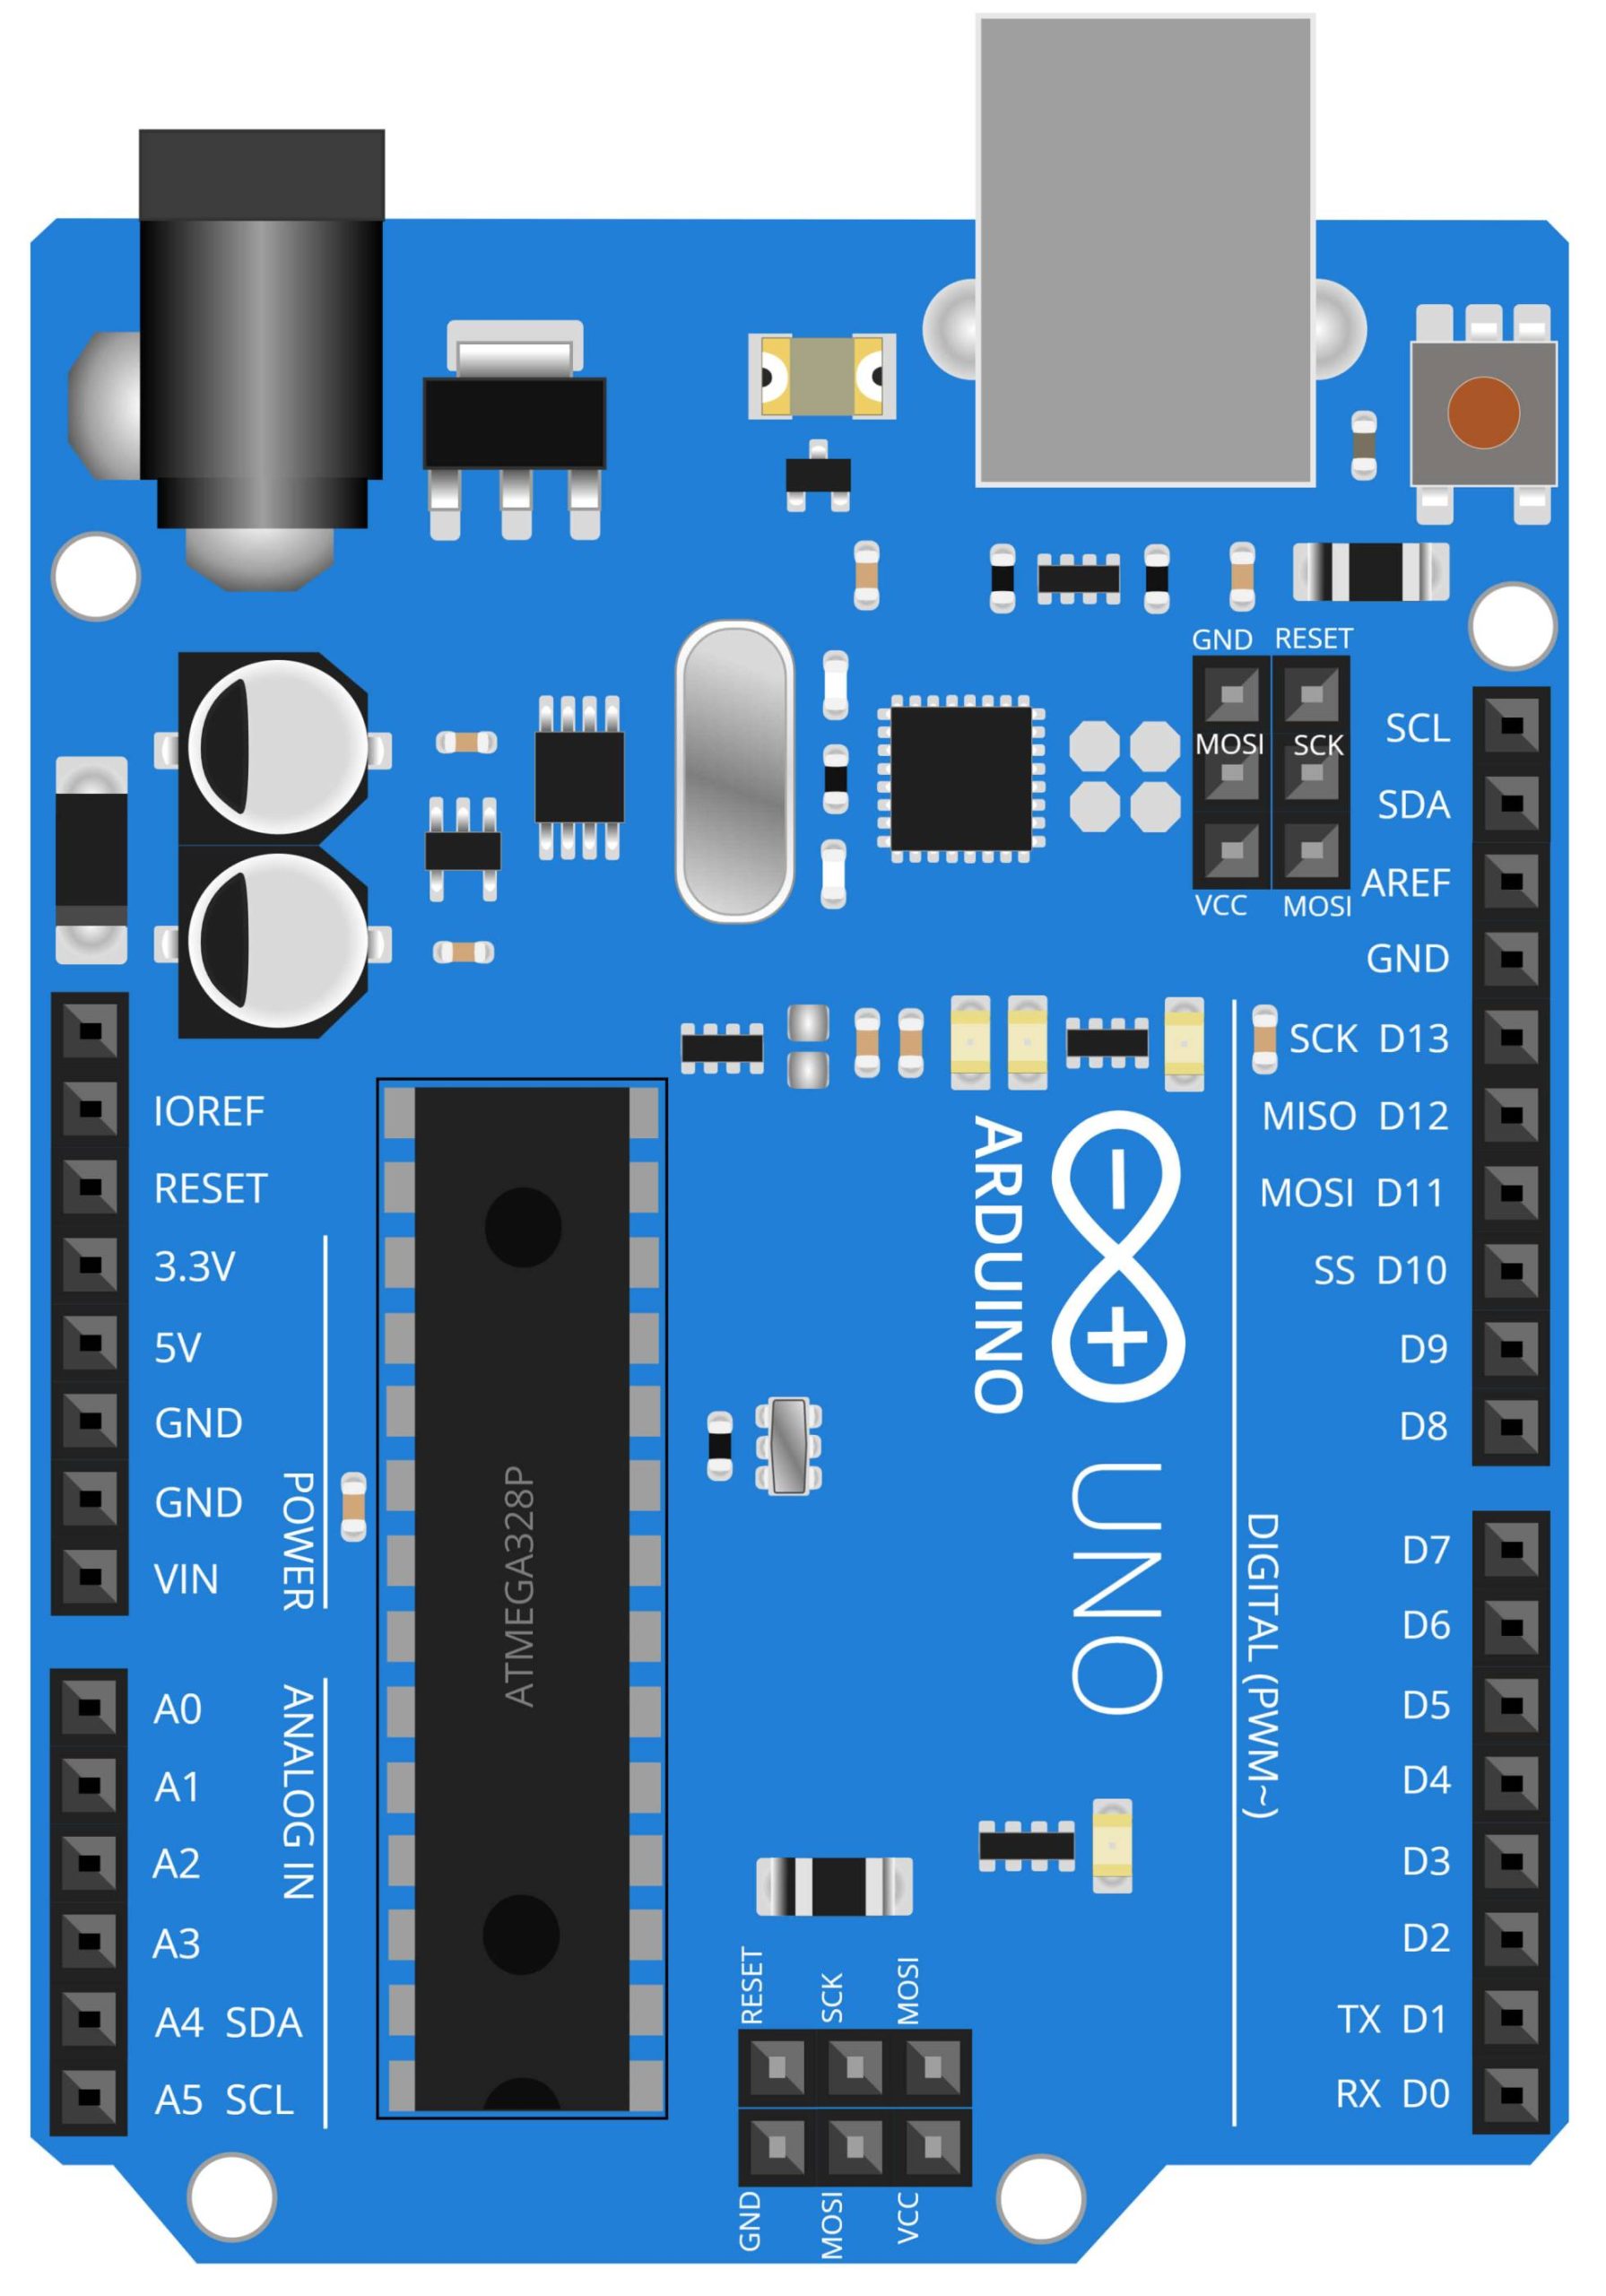 GND RESET
MOSI SCK
VCC MOSI
SCL
SDA
AREF
GND
SCK D13
MISO D12
MOSI D11
SS D10
D9
D8
D7
D6
D5
D4
D3
D2
TX D1
RX D0
DIGITAL (PWM~)
IOREF
RESET
3.3V
5V
GND
GND
VIN
POWER
A0
A1
A2
A3
A4 SDA
A5 SCL
ANALOG IN
ATMEGA328P
ARDUINO
UNO
RESET SCK MOSI
GND MOSI VCC